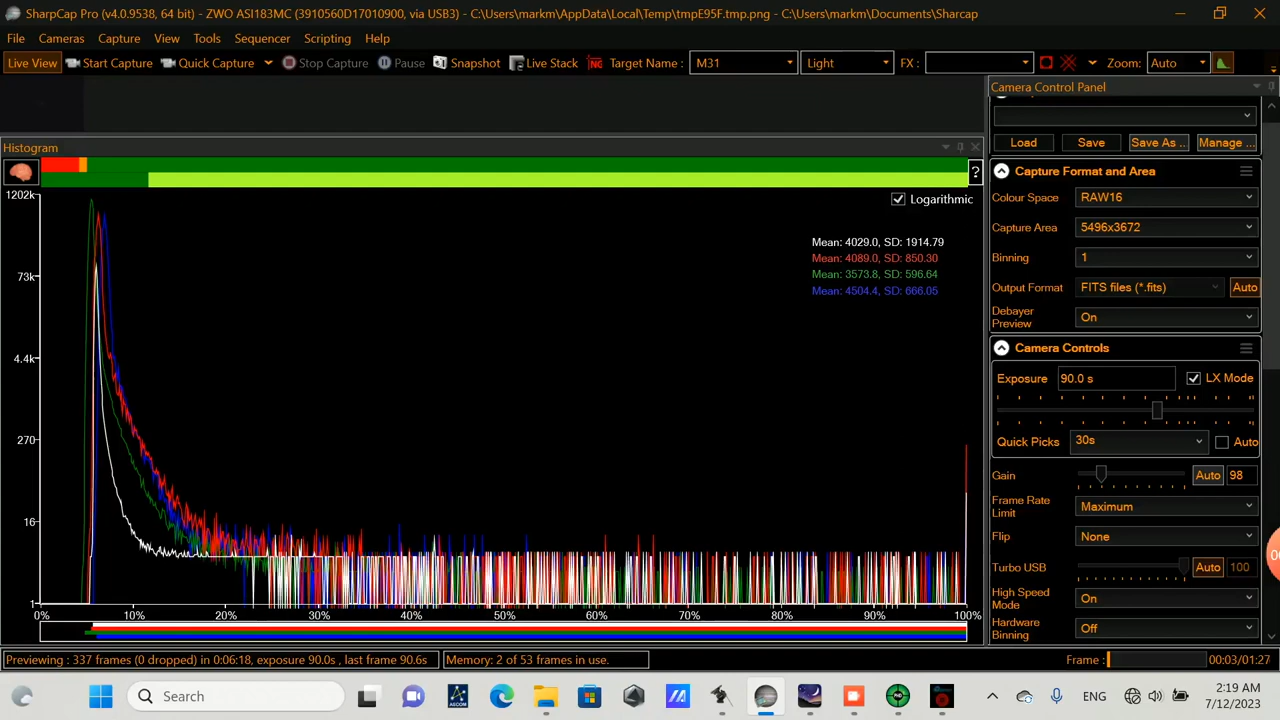 SharpCap Pro (v4.0.9538, 64 bit) - ZWO ASI183MC (3910560D17010900, via USB3) - C:\Users\markm\AppData\Local\Temp\tmpE95F.tmp.png - C:\Users\markm\Documents\Sharcap
File Cameras Capture View Tools Sequencer Scripting Help
Live View Start Capture Quick Capture Stop Capture Pause Snapshot Live Stack NG Target Name : M31 Light FX : Zoom: Auto
Camera Control Panel
Load Save Save As .. Manage ...
Histogram
?
Logarithmic
Mean: 4029.0, SD: 1914.79
Mean: 4089.0, SD: 850.30
Mean: 3573.8, SD: 596.64
Mean: 4504.4, SD: 666.05
1202k
73k
4.4k
270
16
1
0% 10% 20% 30% 40% 50% 60% 70% 80% 90% 100%
Capture Format and Area
Colour Space RAW16
Capture Area 5496x3672
Binning 1
Output Format FITS files (*.fits) Auto
Debayer Preview On
Camera Controls
Exposure 90.0 s LX Mode
Quick Picks 30s Auto
Gain Auto 98
Frame Rate Limit Maximum
Flip None
Turbo USB Auto 100
High Speed Mode On
Hardware Binning Off
Previewing : 337 frames (0 dropped) in 0:06:18, exposure 90.0s , last frame 90.6s Memory: 2 of 53 frames in use. Frame : 00:03/01:27
Search ASCOM ENG 2:19 AM
7/12/2023